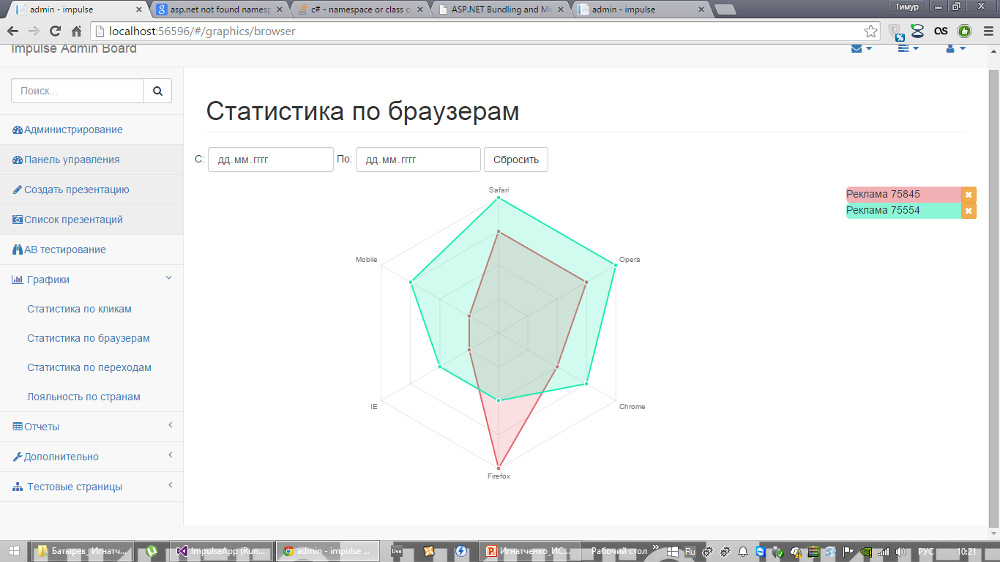 admin - impulse
asp.net not found namesp
c# - namespace or class c
ASP.NET Bundling and Mi
admin - impulse
Тимур
localhost:56596/#/graphics/browser
Impulse Admin Board
Поиск...
Администрирование
Панель управления
Создать презентацию
Список презентаций
AB тестирование
Графики
Статистика по кликам
Статистика по браузерам
Статистика по переходам
Лояльность по странам
Отчеты
Дополнительно
Тестовые страницы
Статистика по браузерам
С: дд.мм.гггг По: дд.мм.гггг Сбросить
Реклама 75845
Реклама 75554
Safari
Opera
Chrome
Firefox
IE
Mobile
Батырев_Игнатч...
ImpulseApp (Run...
admin - impulse ...
Live
Игнатченко_ИС...
Рабочий стол
Ru
РУС
10:21